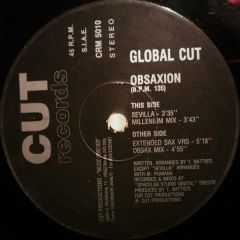 CUT
records
45 R.P.M.
S.I.A.E.
CRM 5010
STEREO
GLOBAL CUT
OBSAXION
(B.P.M. 135)
THIS SIDE
SEVILLA - 3'35"
MILLENIUM MIX - 3'43"
OTHER SIDE
EXTENDED SAX VRS - 5'18"
OBSAX MIX - 4'55"
WRITTEN, ARRANGED BY T. BATTISTI
EXCEPT "SEVILLA" ARRANGED
WITH M. FURIANA
RECORDED & MIXED AT
"SPACELAB STUDIO DIGITAL" TRIESTE
PRODUCED BY T. BATTISTI
FOR CUT PRODUCTIONS
© CUT PRODUCTIONS